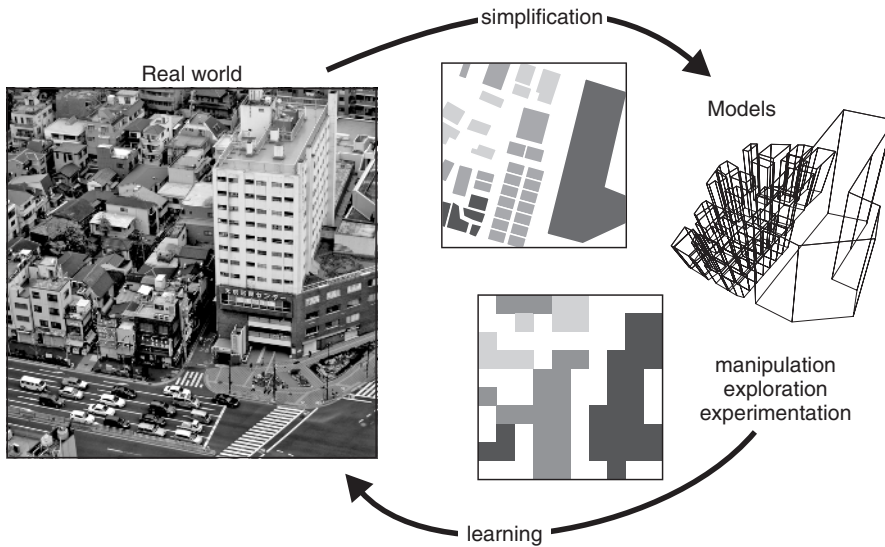 simplification
Real world
Models
manipulation
exploration
experimentation
learning